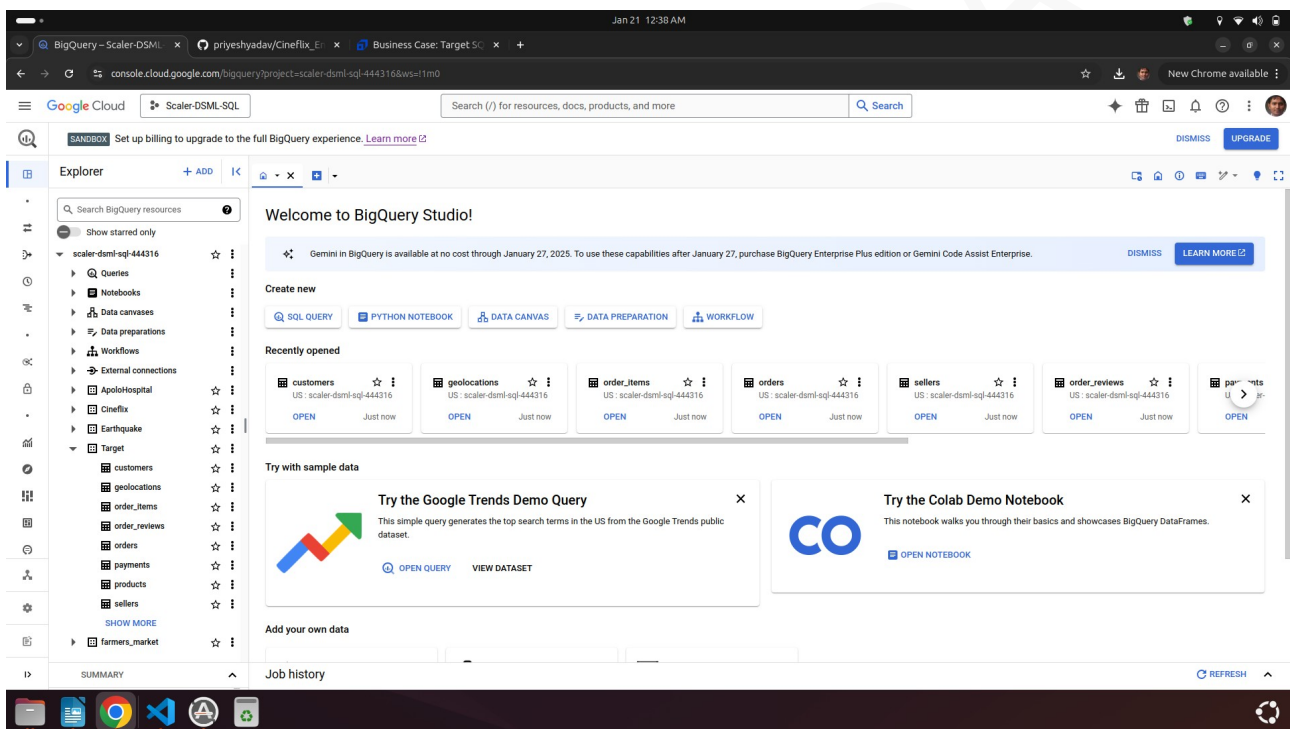 Jan 21 12:38 AM
BigQuery – Scaler-DSML-
priyeshyadav/Cineflix_En
Business Case: Target SQ
console.cloud.google.com/bigquery?project=scaler-dsml-sql-444316&ws=!1m0
New Chrome available
Google Cloud
Scaler-DSML-SQL
Search (/) for resources, docs, products, and more
Search
SANDBOX Set up billing to upgrade to the full BigQuery experience. Learn more
DISMISS
UPGRADE
Explorer
+ ADD
Search BigQuery resources
Show starred only
scaler-dsml-sql-444316
Queries
Notebooks
Data canvases
Data preparations
Workflows
External connections
ApoloHospital
Cineflix
Earthquake
Target
customers
geolocations
order_items
order_reviews
orders
payments
products
sellers
SHOW MORE
farmers_market
SUMMARY
Welcome to BigQuery Studio!
Gemini in BigQuery is available at no cost through January 27, 2025. To use these capabilities after January 27, purchase BigQuery Enterprise Plus edition or Gemini Code Assist Enterprise.
DISMISS
LEARN MORE
Create new
SQL QUERY
PYTHON NOTEBOOK
DATA CANVAS
DATA PREPARATION
WORKFLOW
Recently opened
customers
US : scaler-dsml-sql-444316
OPEN Just now
geolocations
US : scaler-dsml-sql-444316
OPEN Just now
order_items
US : scaler-dsml-sql-444316
OPEN Just now
orders
US : scaler-dsml-sql-444316
OPEN Just now
sellers
US : scaler-dsml-sql-444316
OPEN Just now
order_reviews
US : scaler-dsml-sql-444316
OPEN Just now
OPEN
Try with sample data
Try the Google Trends Demo Query
This simple query generates the top search terms in the US from the Google Trends public
dataset.
OPEN QUERY
VIEW DATASET
Try the Colab Demo Notebook
This notebook walks you through their basics and showcases BigQuery DataFrames.
OPEN NOTEBOOK
Add your own data
Job history
REFRESH